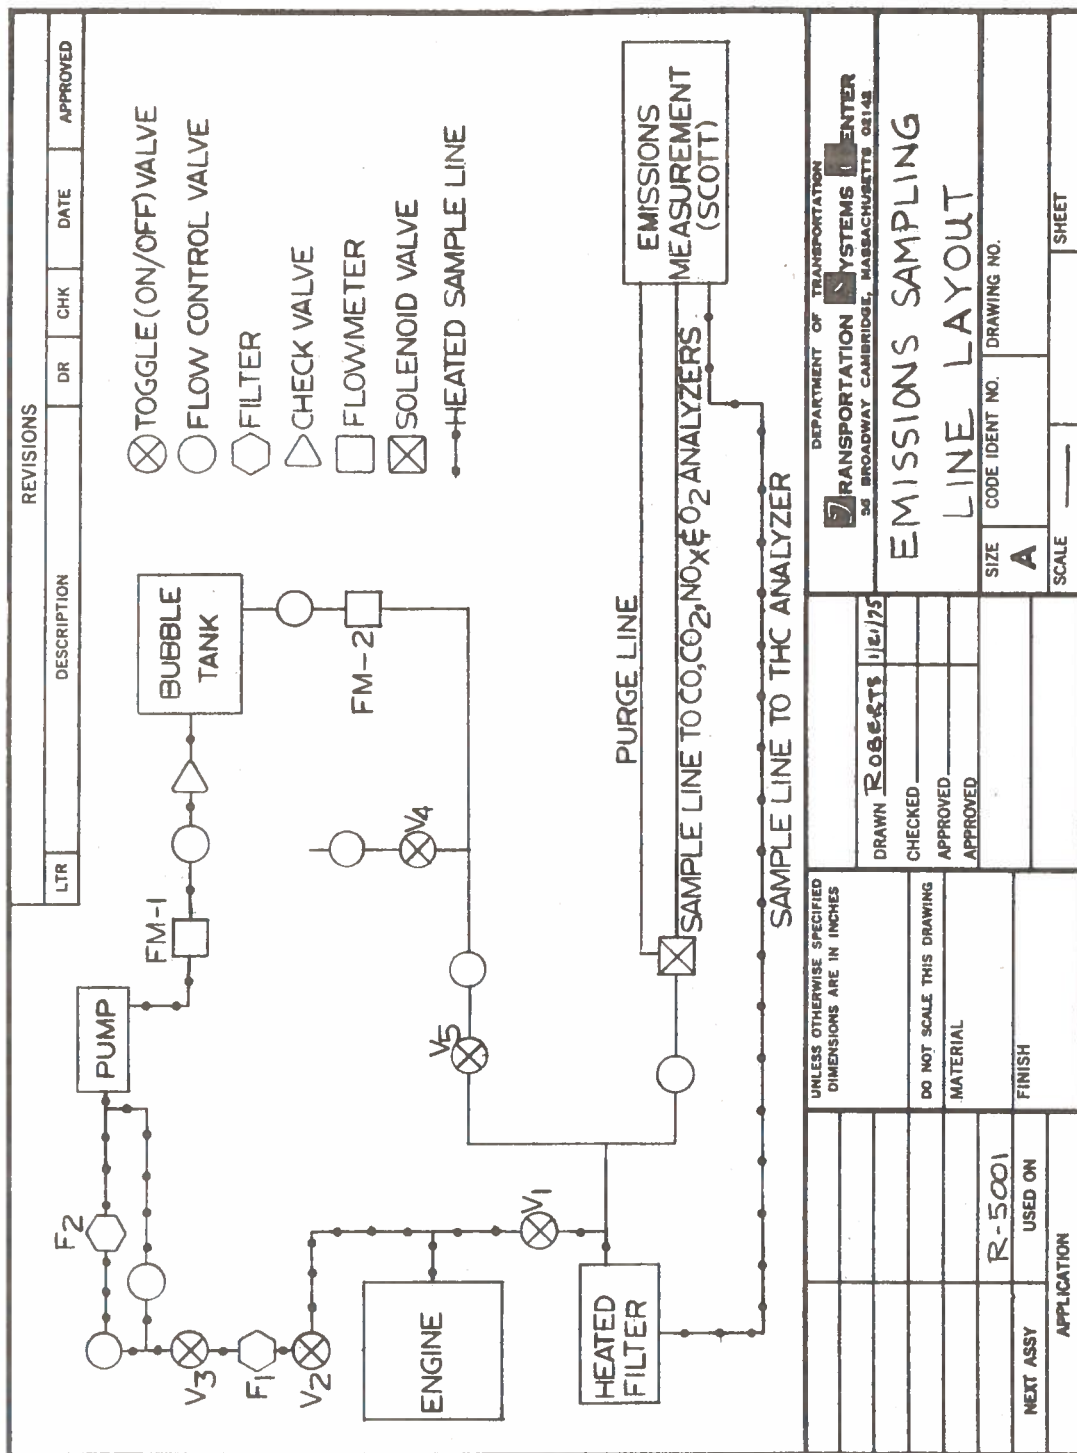 REVISIONS
LTR
DESCRIPTION
DR
CHK
DATE
APPROVED
TOGGLE (ON/OFF) VALVE
FLOW CONTROL VALVE
FILTER
CHECK VALVE
FLOWMETER
SOLENOID VALVE
HEATED SAMPLE LINE
F2
PUMP
FM-1
BUBBLE
TANK
V3
F1
V2
FM-2
V4
V5
ENGINE
V1
HEATED
FILTER
PURGE LINE
SAMPLE LINE TO CO, CO2, NOX & O2 ANALYZERS
EMISSIONS
MEASUREMENT
(SCOTT)
SAMPLE LINE TO THC ANALYZER
NEXT ASSY
USED ON
R-5001
APPLICATION
UNLESS OTHERWISE SPECIFIED
DIMENSIONS ARE IN INCHES
DO NOT SCALE THIS DRAWING
MATERIAL
FINISH
DRAWN ROBERTS 1/21/75
CHECKED
APPROVED
APPROVED
DEPARTMENT OF TRANSPORTATION
TRANSPORTATION SYSTEMS CENTER
55 BROADWAY CAMBRIDGE, MASSACHUSETTS 02142
EMISSIONS SAMPLING
LINE LAYOUT
SIZE
A
CODE IDENT NO.
DRAWING NO.
SCALE —
SHEET